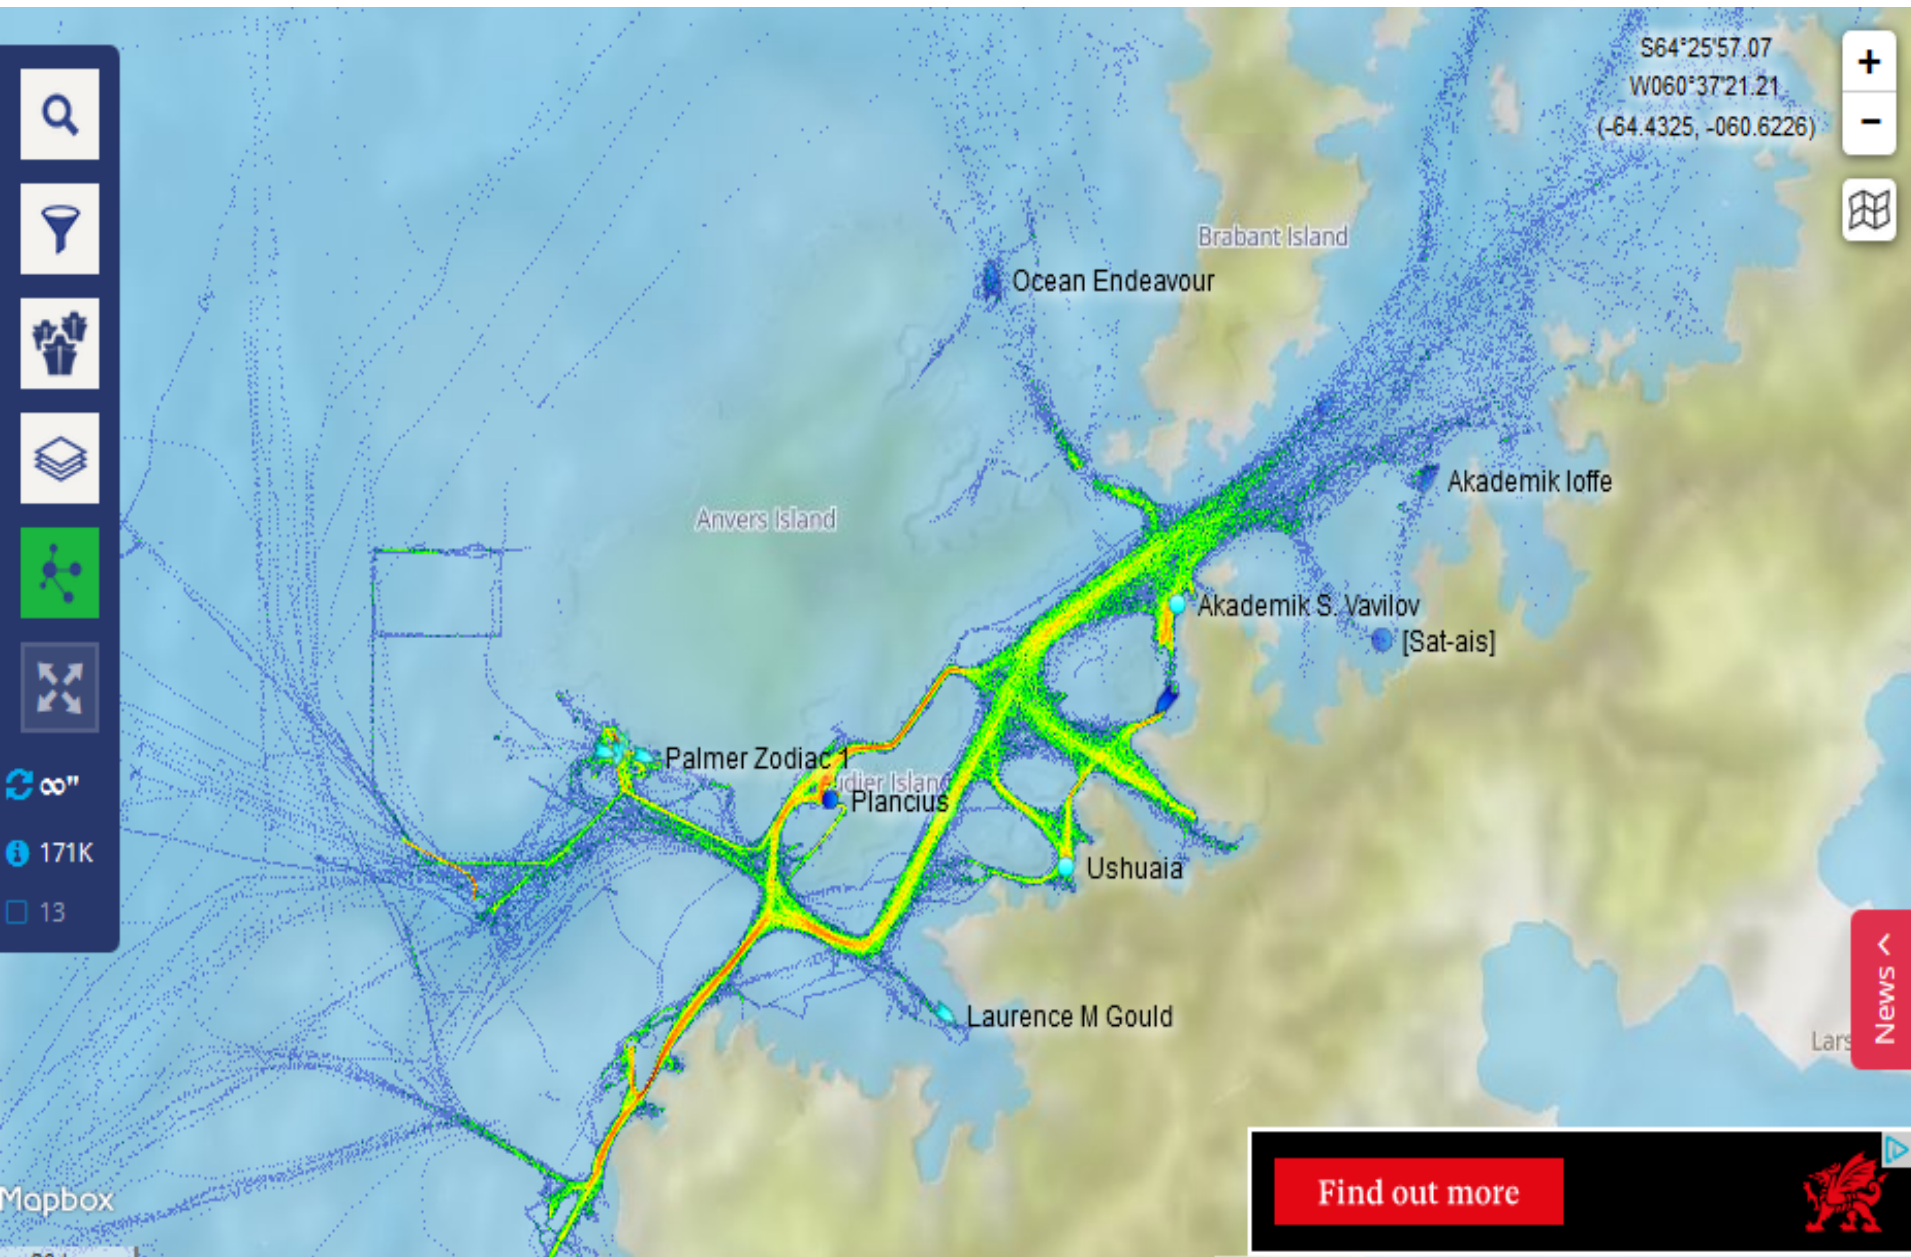 S64°25'57.07
W060°37'21.21
(-64.4325, -060.6226)
+
−
Brabant Island
Ocean Endeavour
Akademik Ioffe
Anvers Island
Akademik S. Vavilov
[Sat-ais]
Palmer Zodiac 1
Plancius
Ushuaia
Laurence M Gould
∞"
171K
13
News
Find out more
Mapbox